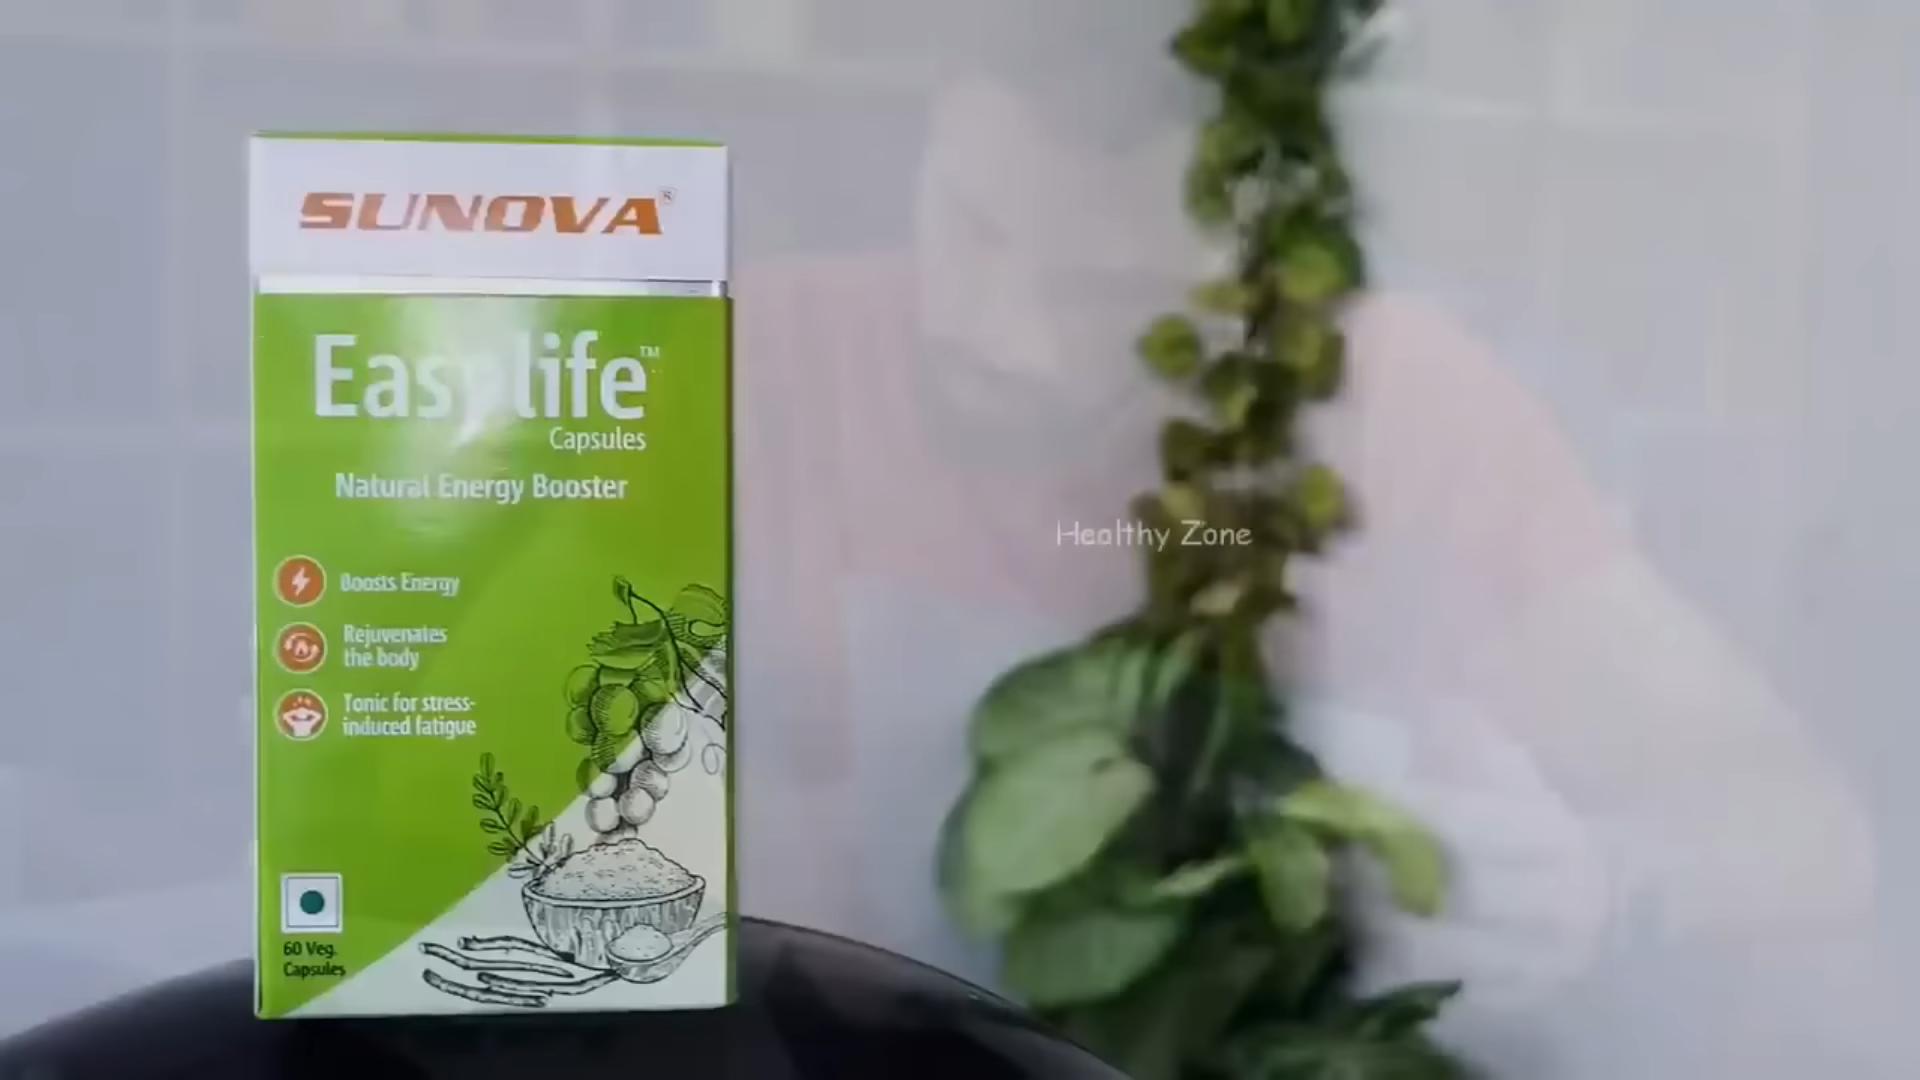 SUNOVA
Easylife™
Capsules
Natural Energy Booster
Boosts Energy
Rejuvenates
the body
Tonic for stress-
induced fatigue
60 Veg.
Capsules
Healthy Zone